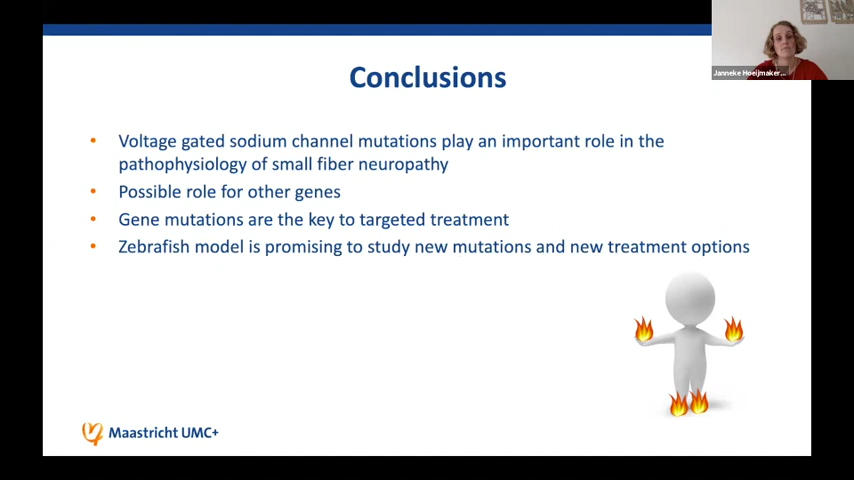 Janneke Hoeijmaker...
Conclusions
• Voltage gated sodium channel mutations play an important role in the
pathophysiology of small fiber neuropathy
• Possible role for other genes
• Gene mutations are the key to targeted treatment
• Zebrafish model is promising to study new mutations and new treatment options
Maastricht UMC+